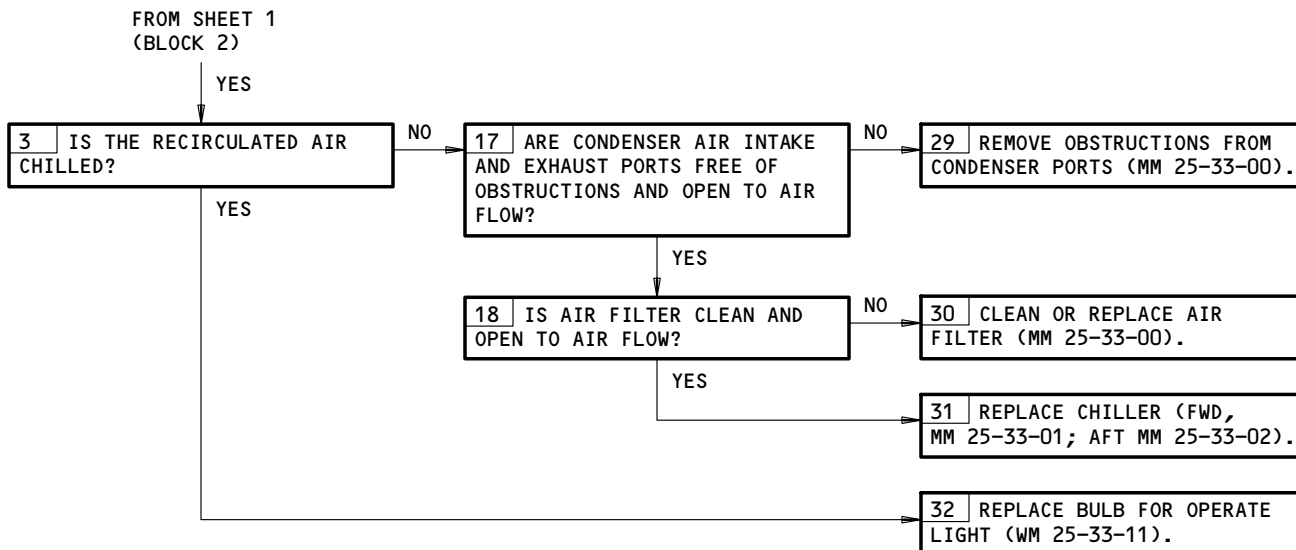 FROM SHEET 1
(BLOCK 2)
YES
3 IS THE RECIRCULATED AIR
CHILLED?
NO
17 ARE CONDENSER AIR INTAKE
AND EXHAUST PORTS FREE OF
OBSTRUCTIONS AND OPEN TO AIR
FLOW?
NO
29 REMOVE OBSTRUCTIONS FROM
CONDENSER PORTS (MM 25-33-00).
YES
YES
18 IS AIR FILTER CLEAN AND
OPEN TO AIR FLOW?
NO
30 CLEAN OR REPLACE AIR
FILTER (MM 25-33-00).
YES
31 REPLACE CHILLER (FWD,
MM 25-33-01; AFT MM 25-33-02).
32 REPLACE BULB FOR OPERATE
LIGHT (WM 25-33-11).